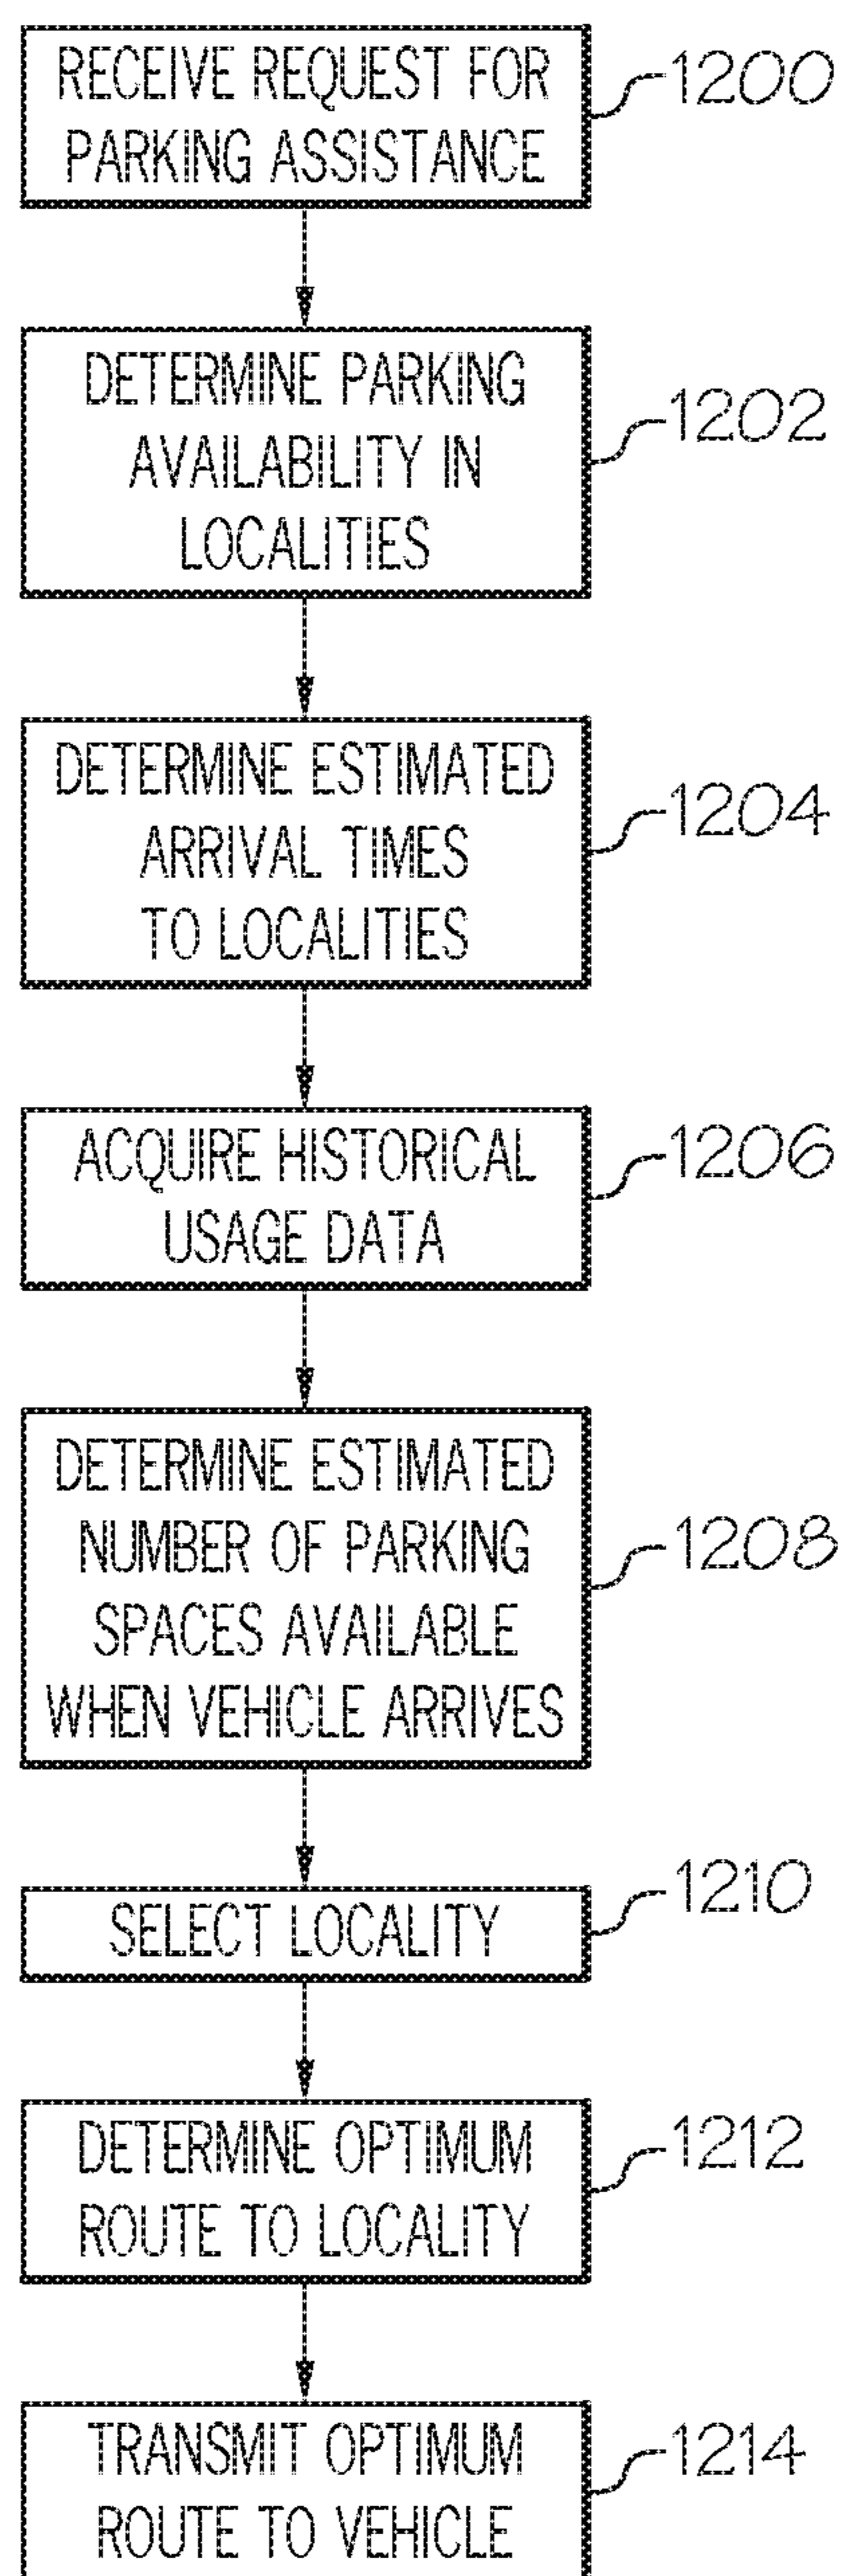 RECEIVE REQUEST FOR
PARKING ASSISTANCE
1200
DETERMINE PARKING
AVAILABILITY IN
LOCALITIES
1202
DETERMINE ESTIMATED
ARRIVAL TIMES
TO LOCALITIES
1204
ACQUIRE HISTORICAL
USAGE DATA
1206
DETERMINE ESTIMATED
NUMBER OF PARKING
SPACES AVAILABLE
WHEN VEHICLE ARRIVES
1208
SELECT LOCALITY
1210
DETERMINE OPTIMUM
ROUTE TO LOCALITY
1212
TRANSMIT OPTIMUM
ROUTE TO VEHICLE
1214